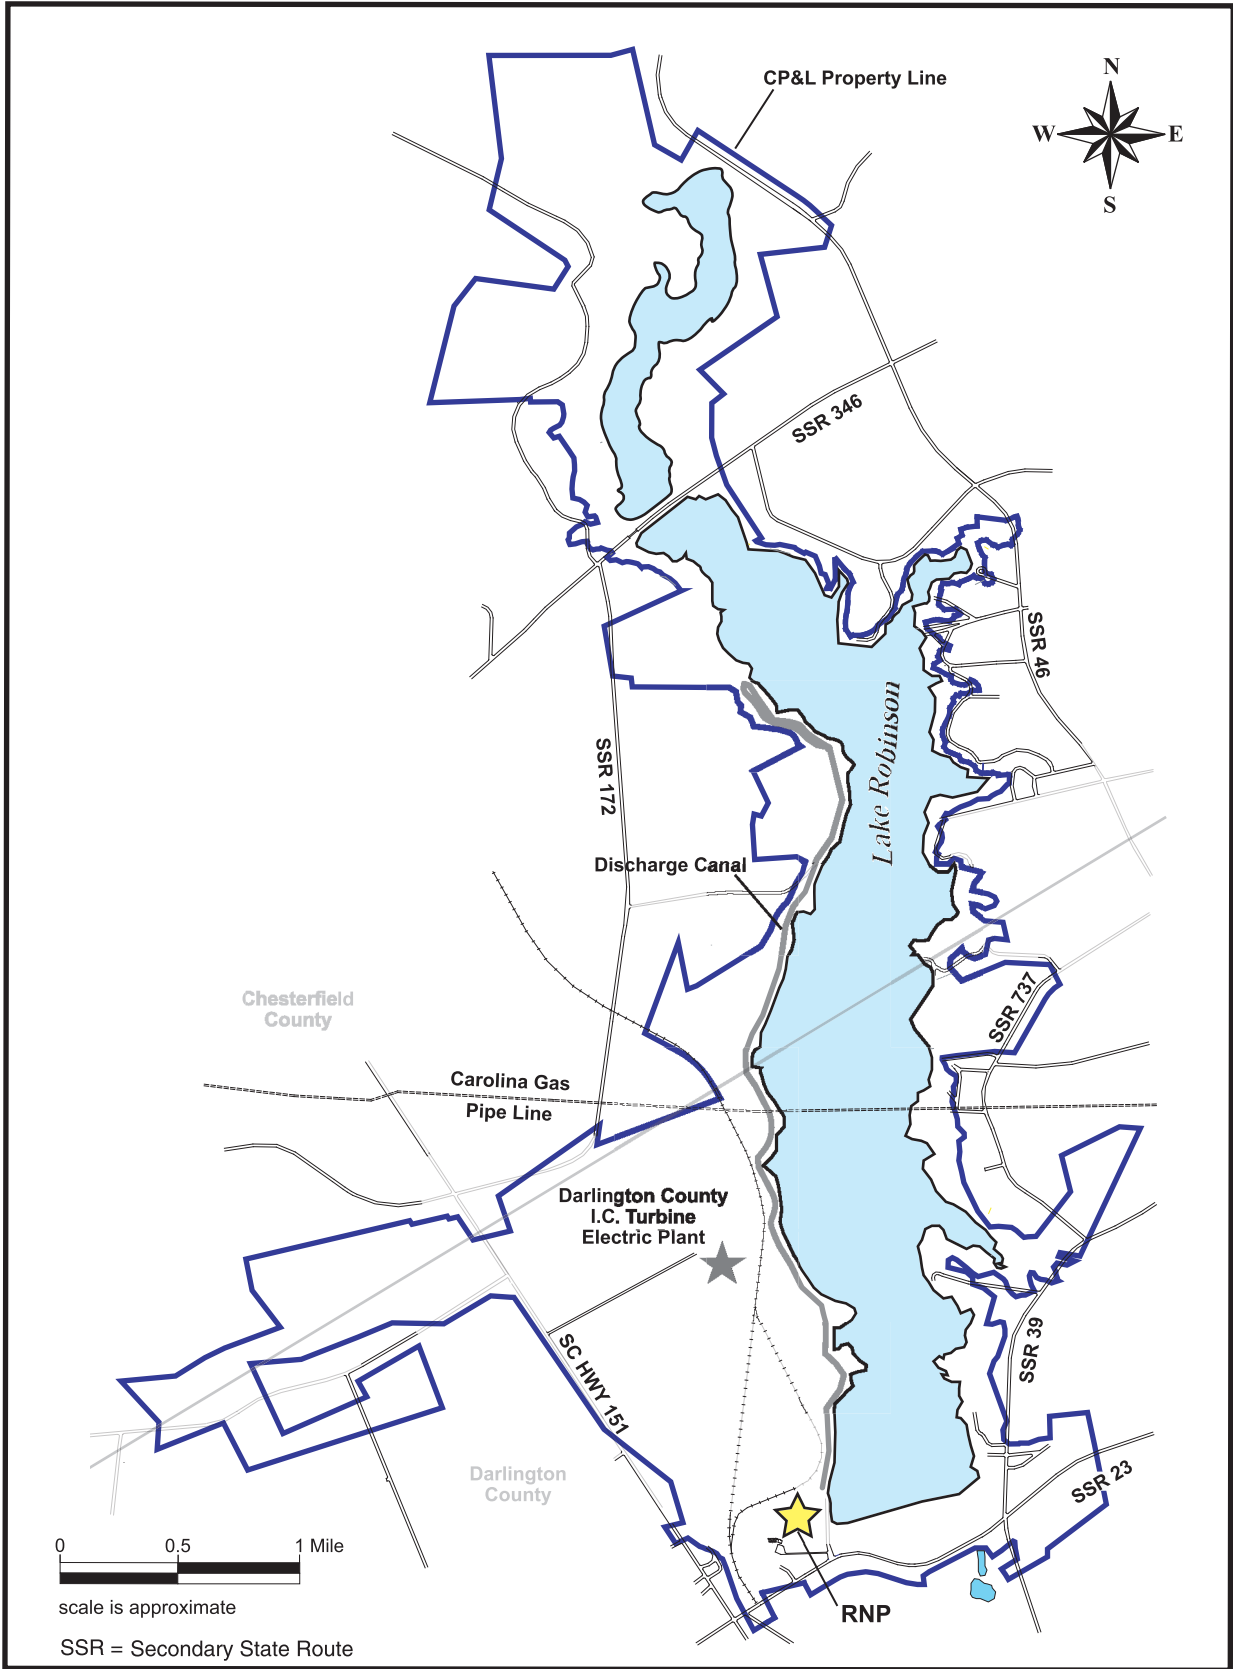 N
CP&L Property Line
W
E
S
SSR 346
SSR 46
Lake Robinson
SSR 172
Discharge Canal
Chesterfield
County
SSR 737
Carolina Gas
Pipe Line
Darlington County
I.C. Turbine
Electric Plant
SC HWY 151
SSR 39
Darlington
County
SSR 23
0
0.5
1 Mile
scale is approximate
RNP
SSR = Secondary State Route